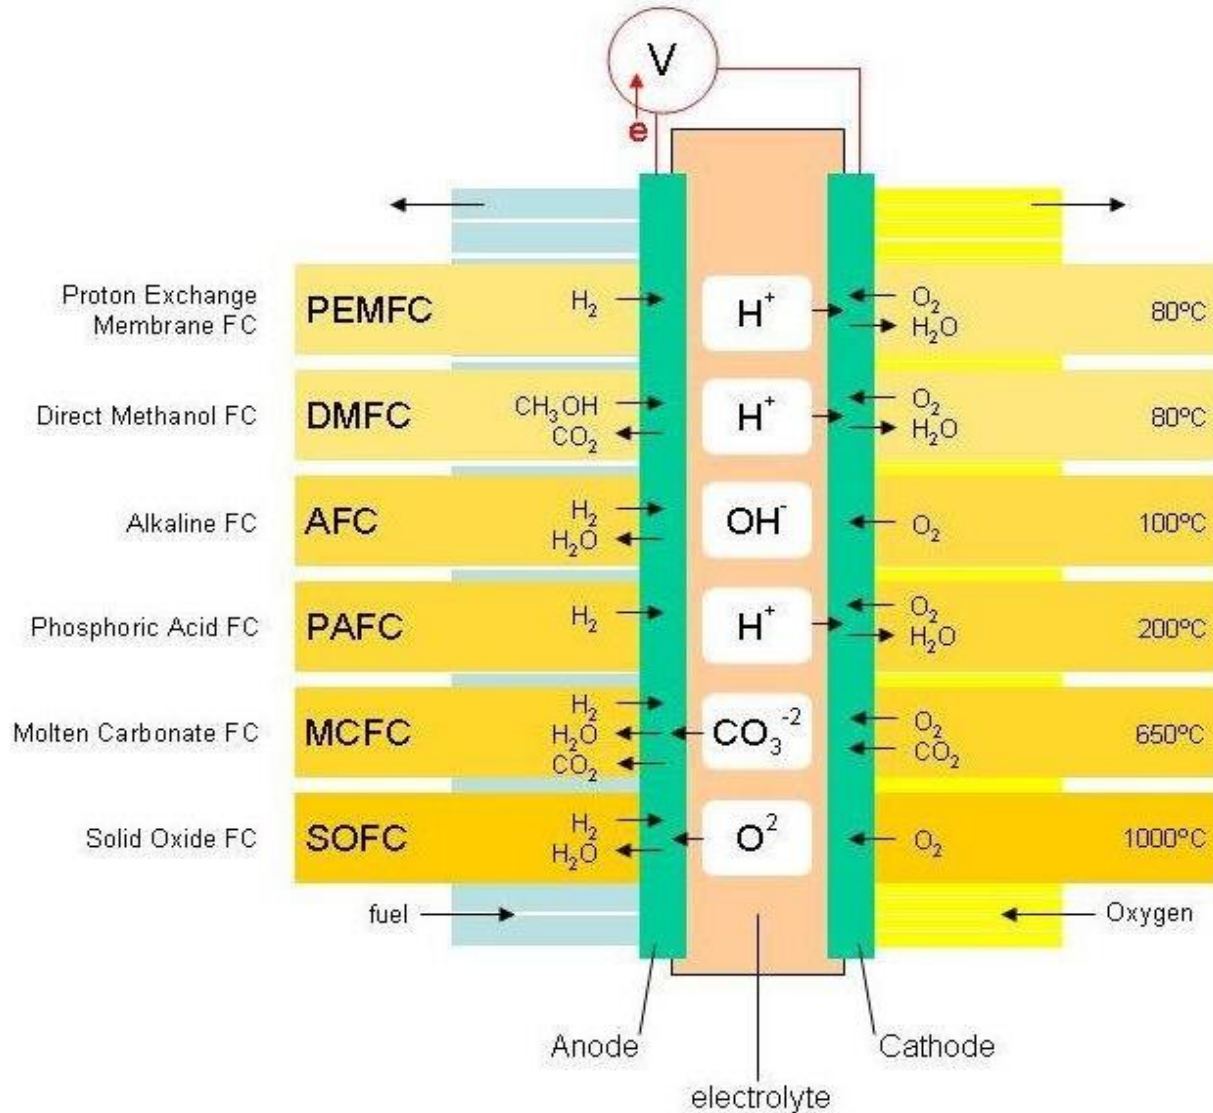 V
e
Proton Exchange
Membrane FC
PEMFC
H₂
H⁺
O₂
H₂O
80ºC
Direct Methanol FC
DMFC
CH₃OH
CO₂
H⁺
O₂
H₂O
80ºC
Alkaline FC
AFC
H₂
H₂O
OH⁻
O₂
100ºC
Phosphoric Acid FC
PAFC
H₂
H⁺
O₂
H₂O
200ºC
Molten Carbonate FC
MCFC
H₂
H₂O
CO₂
CO₃⁻²
O₂
CO₂
650ºC
Solid Oxide FC
SOFC
H₂
H₂O
O²
O₂
1000ºC
fuel
Oxygen
Anode
Cathode
electrolyte